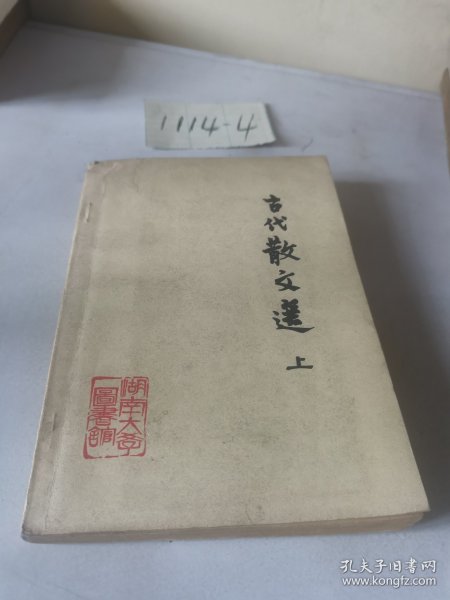 1114-4
古代散文選
上
湖南大學
圖書館
孔夫子旧书网
www.kongfz.com